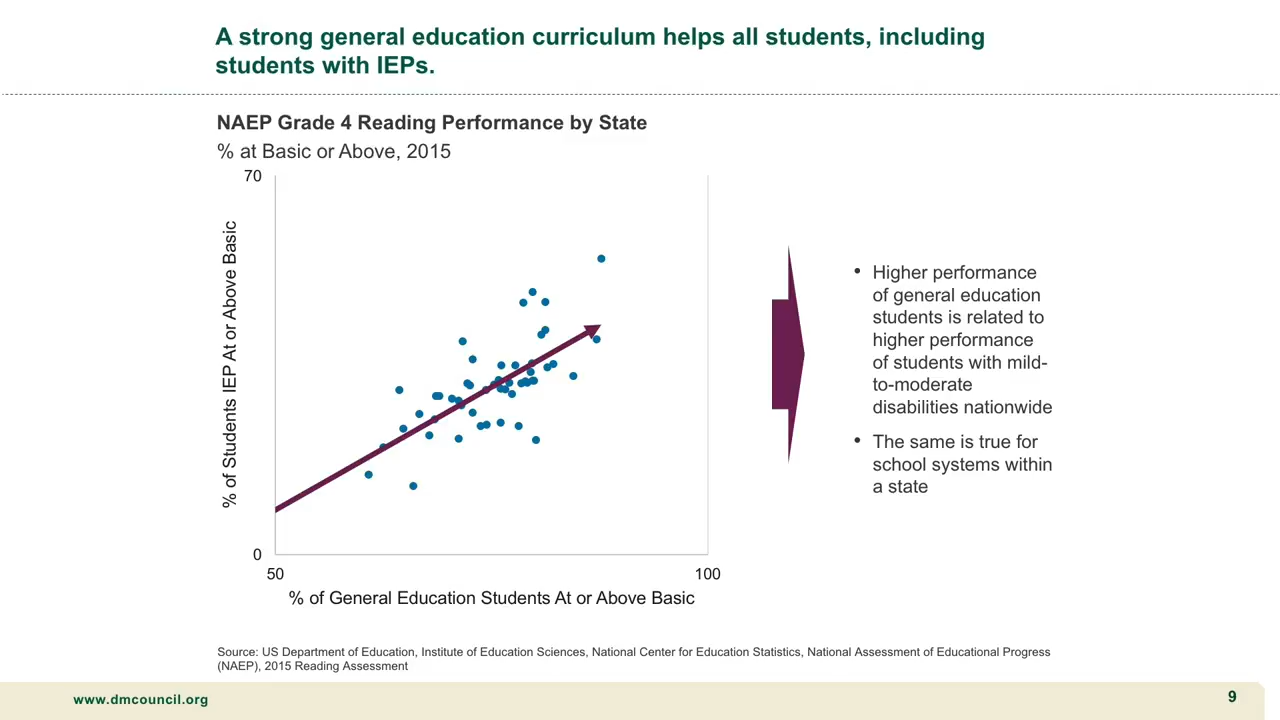 A strong general education curriculum helps all students, including
students with IEPs.
NAEP Grade 4 Reading Performance by State
% at Basic or Above, 2015
70
% of Students IEP At or Above Basic
0
50
100
% of General Education Students At or Above Basic
• Higher performance
of general education
students is related to
higher performance
of students with mild-
to-moderate
disabilities nationwide
• The same is true for
school systems within
a state
Source: US Department of Education, Institute of Education Sciences, National Center for Education Statistics, National Assessment of Educational Progress
(NAEP), 2015 Reading Assessment
www.dmcouncil.org
9